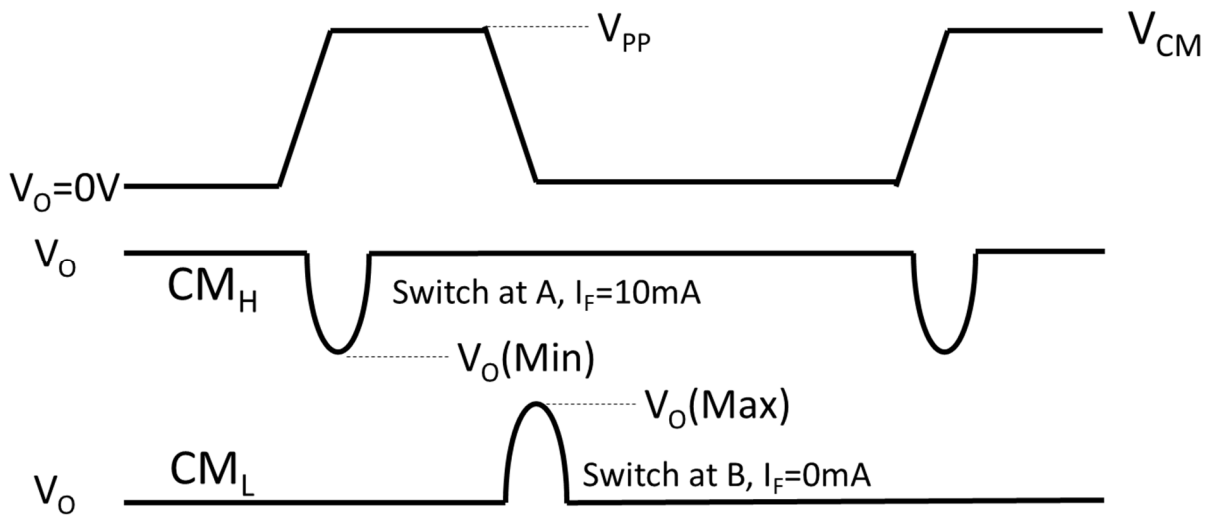 V_PP
V_CM
V_O=0V
V_O
CM_H
Switch at A, I_F=10mA
V_O(Min)
V_O(Max)
CM_L
Switch at B, I_F=0mA
V_O